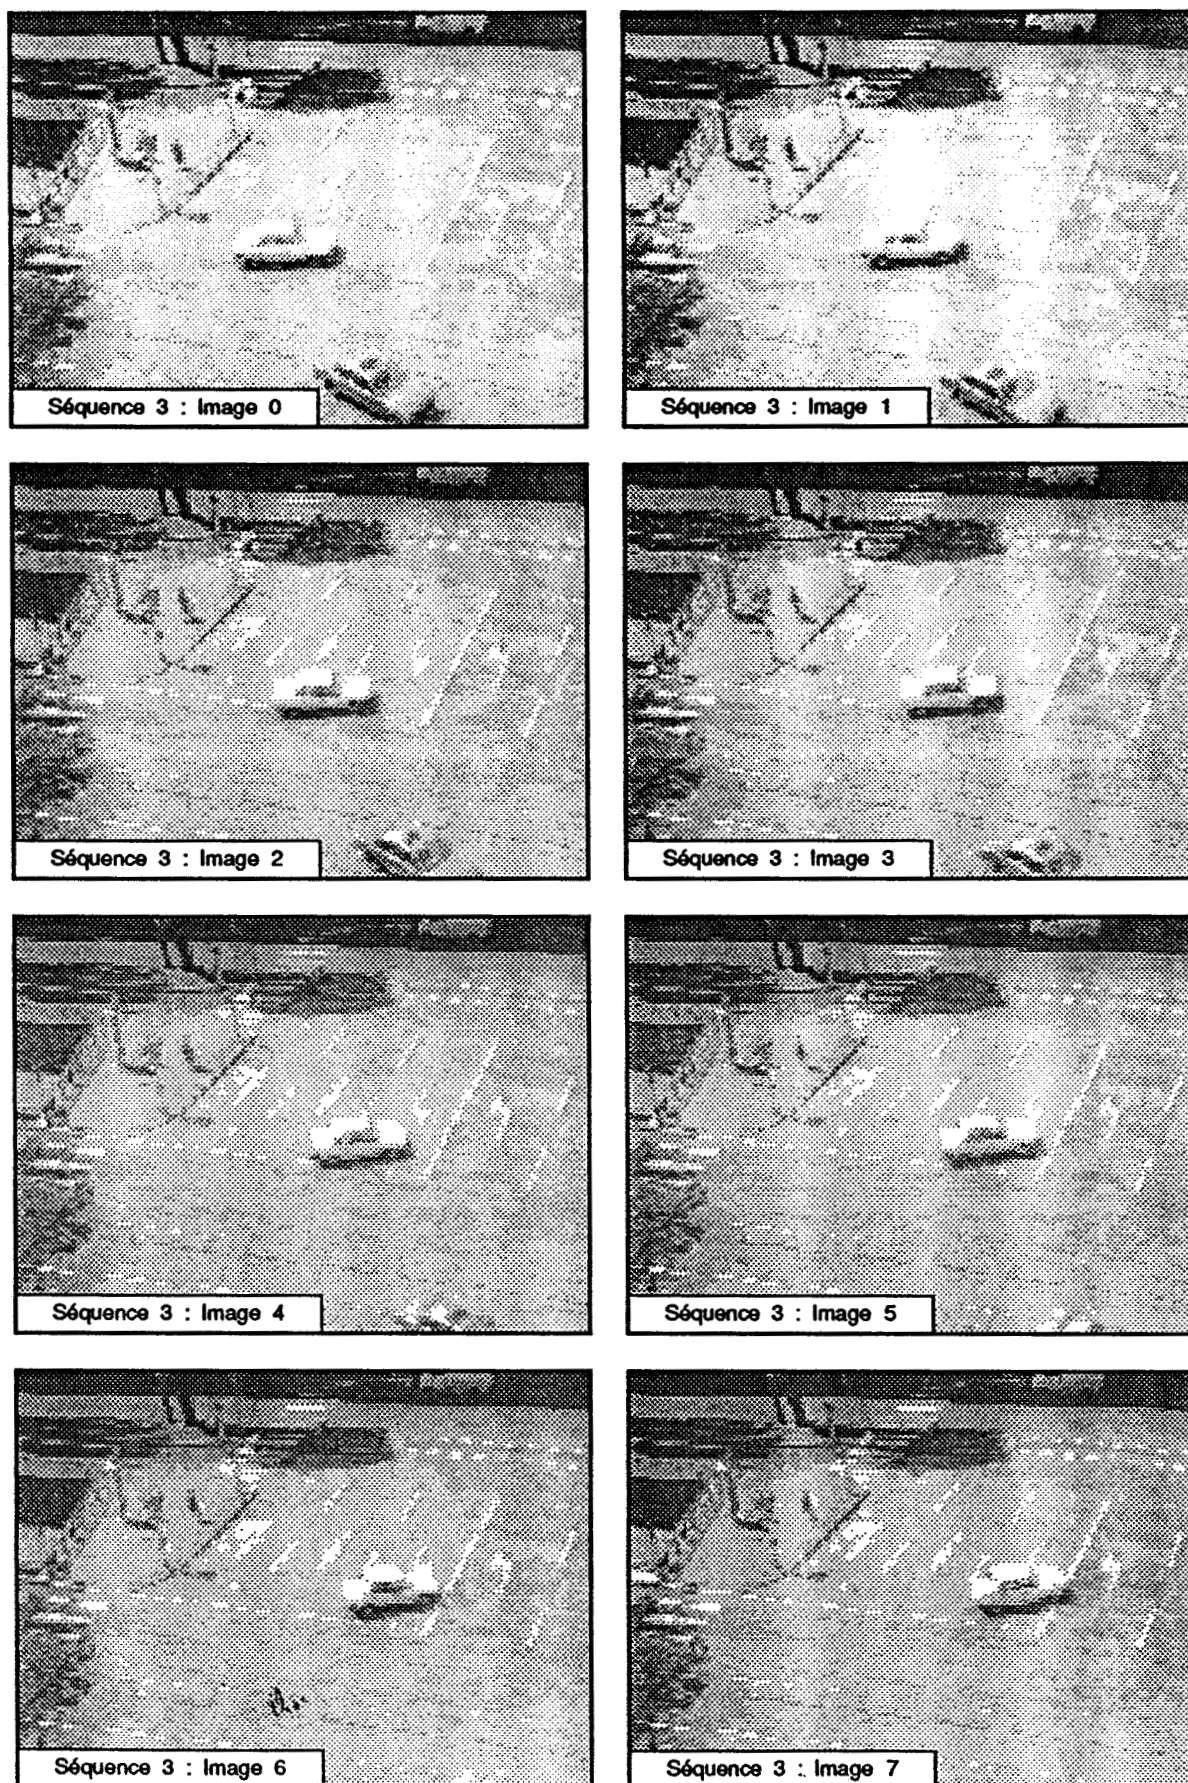 Séquence 3 : Image 0
Séquence 3 : Image 1
Séquence 3 : Image 2
Séquence 3 : Image 3
Séquence 3 : Image 4
Séquence 3 : Image 5
Séquence 3 : Image 6
Séquence 3 : Image 7